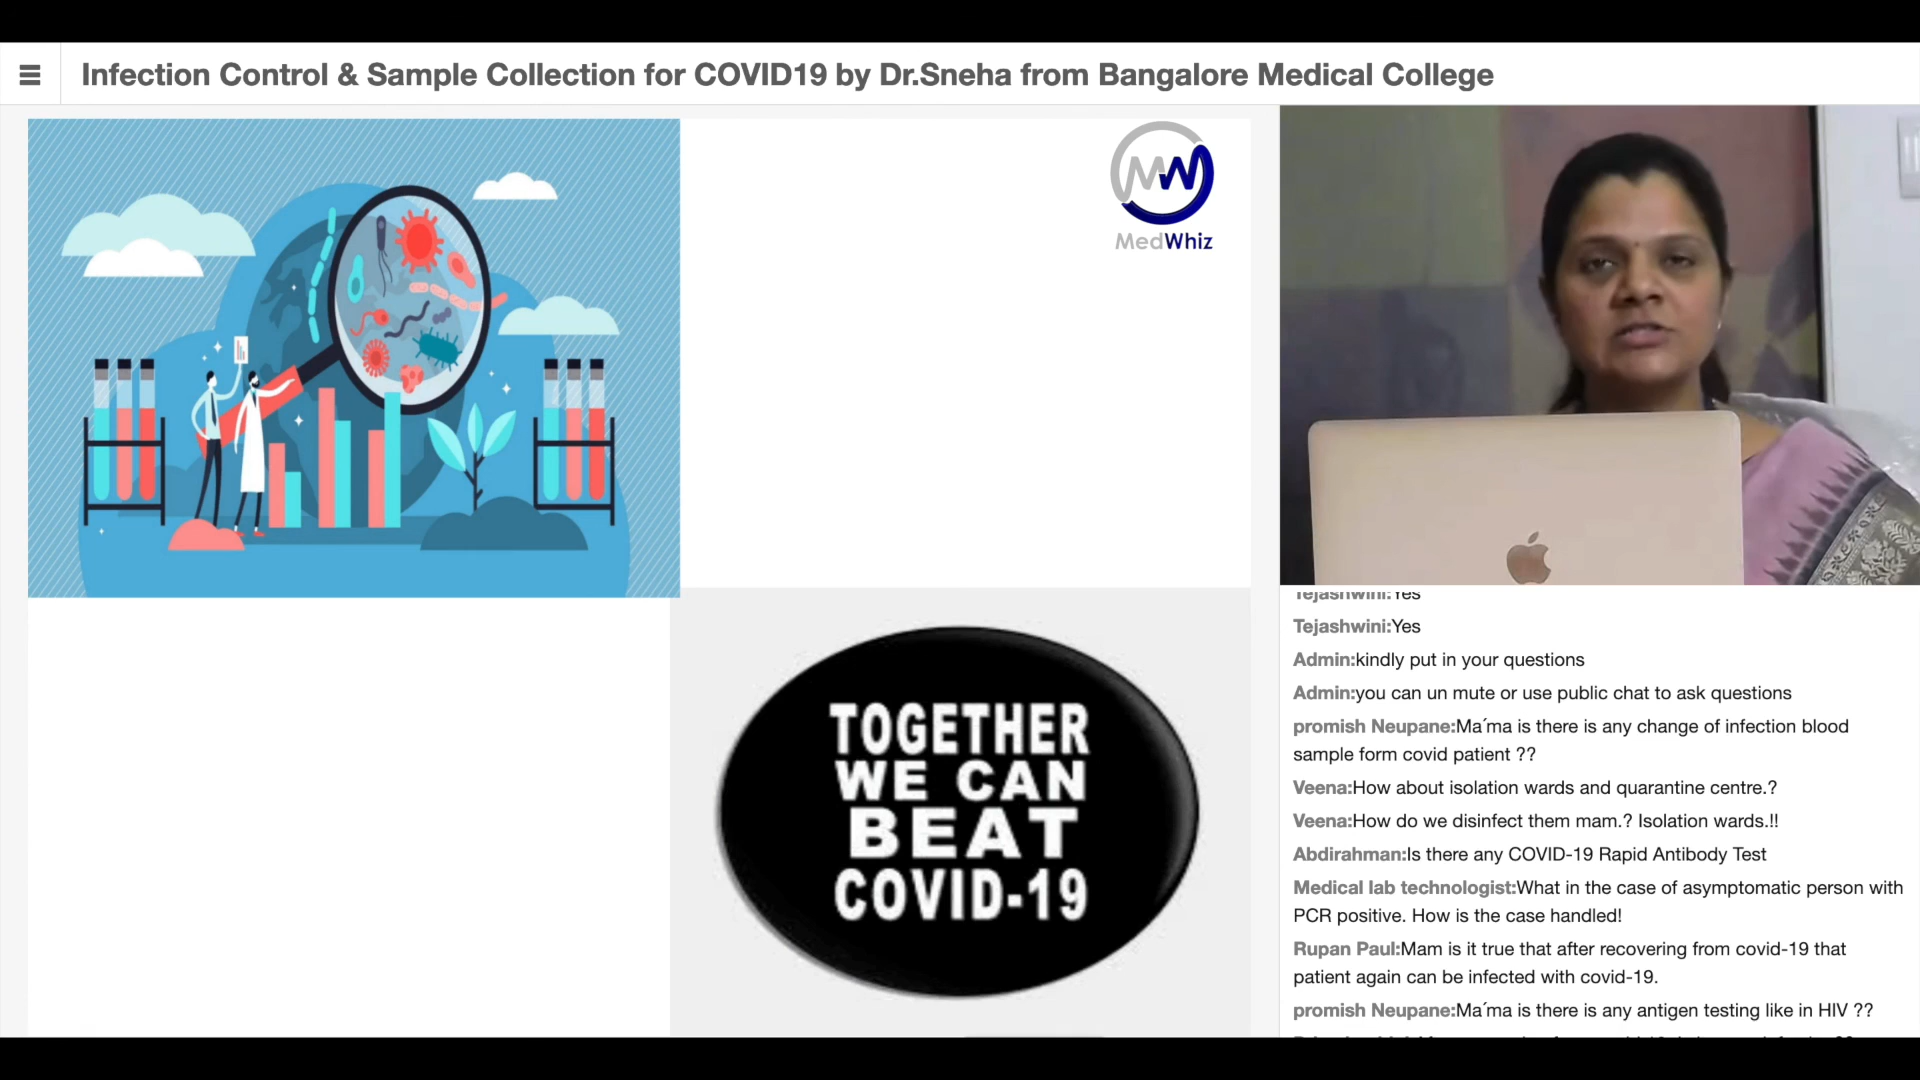 Infection Control & Sample Collection for COVID19 by Dr.Sneha from Bangalore Medical College
MW
MedWhiz
TOGETHER
WE CAN
BEAT
COVID-19
Tejashwini:Yes
Tejashwini:Yes
Admin:kindly put in your questions
Admin:you can un mute or use public chat to ask questions
promish Neupane:Ma´ma is there is any change of infection blood
sample form covid patient ??
Veena:How about isolation wards and quarantine centre.?
Veena:How do we disinfect them mam.? Isolation wards.!!
Abdirahman:Is there any COVID-19 Rapid Antibody Test
Medical lab technologist:What in the case of asymptomatic person with
PCR positive. How is the case handled!
Rupan Paul:Mam is it true that after recovering from covid-19 that
patient again can be infected with covid-19.
promish Neupane:Ma´ma is there is any antigen testing like in HIV ??